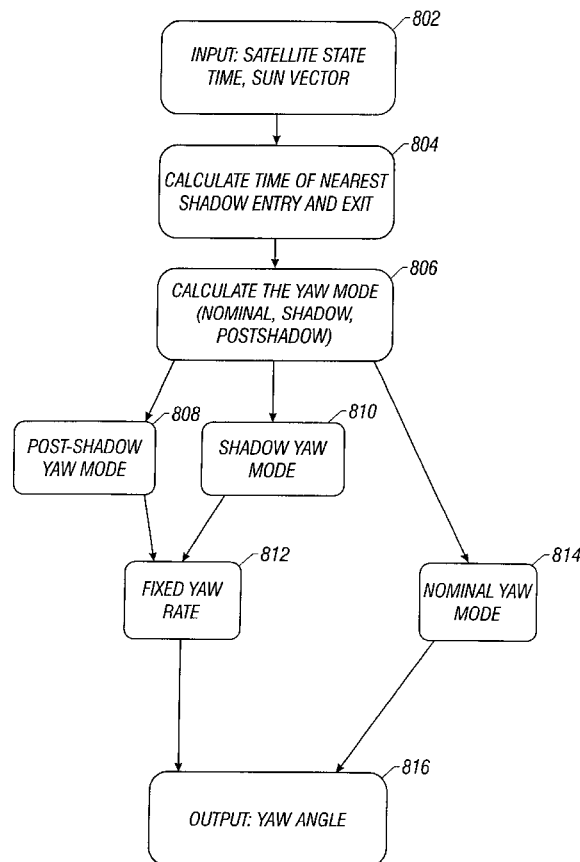 802
INPUT: SATELLITE STATE
TIME, SUN VECTOR
804
CALCULATE TIME OF NEAREST
SHADOW ENTRY AND EXIT
806
CALCULATE THE YAW MODE
(NOMINAL, SHADOW,
POSTSHADOW)
808
POST-SHADOW
YAW MODE
810
SHADOW YAW
MODE
812
FIXED YAW
RATE
814
NOMINAL YAW
MODE
816
OUTPUT: YAW ANGLE